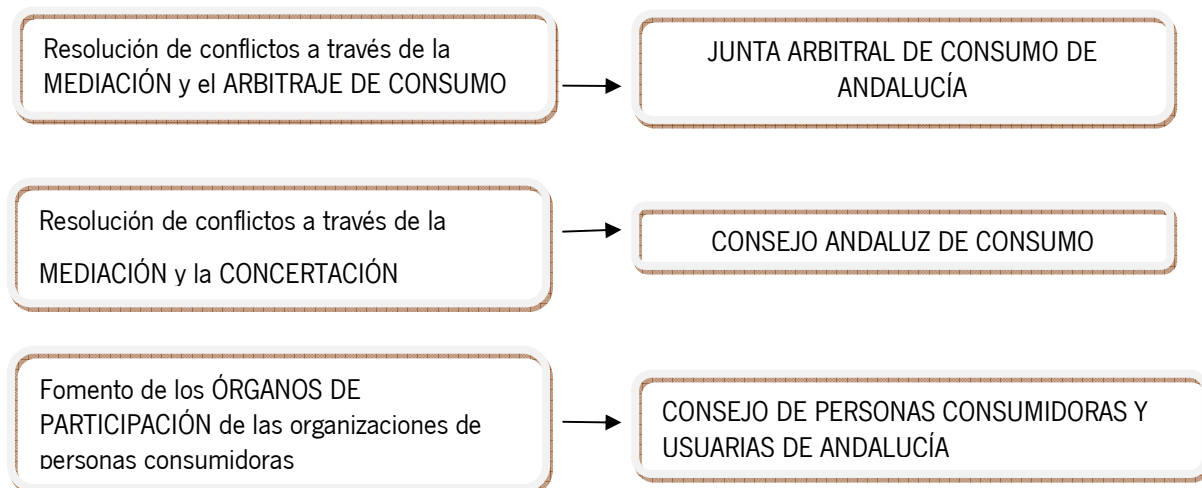 Resolución de conflictos a través de la
MEDIACIÓN y el ARBITRAJE DE CONSUMO
JUNTA ARBITRAL DE CONSUMO DE
ANDALUCÍA
Resolución de conflictos a través de la
MEDIACIÓN y la CONCERTACIÓN
CONSEJO ANDALUZ DE CONSUMO
Fomento de los ÓRGANOS DE
PARTICIPACIÓN de las organizaciones de
personas consumidoras
CONSEJO DE PERSONAS CONSUMIDORAS Y
USUARIAS DE ANDALUCÍA